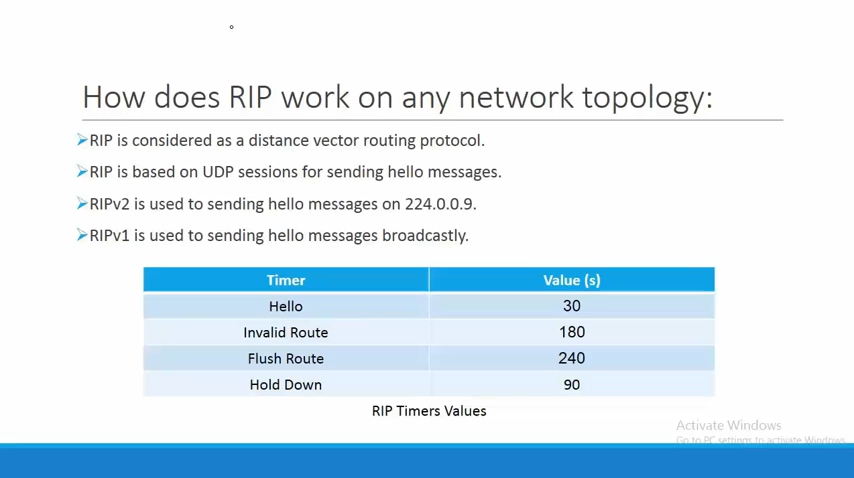 How does RIP work on any network topology:
RIP is considered as a distance vector routing protocol.
RIP is based on UDP sessions for sending hello messages.
RIPv2 is used to sending hello messages on 224.0.0.9.
RIPv1 is used to sending hello messages broadcastly.
Timer Value (s)
Hello 30
Invalid Route 180
Flush Route 240
Hold Down 90
RIP Timers Values
Activate Windows
Go to PC settings to activate Windows.